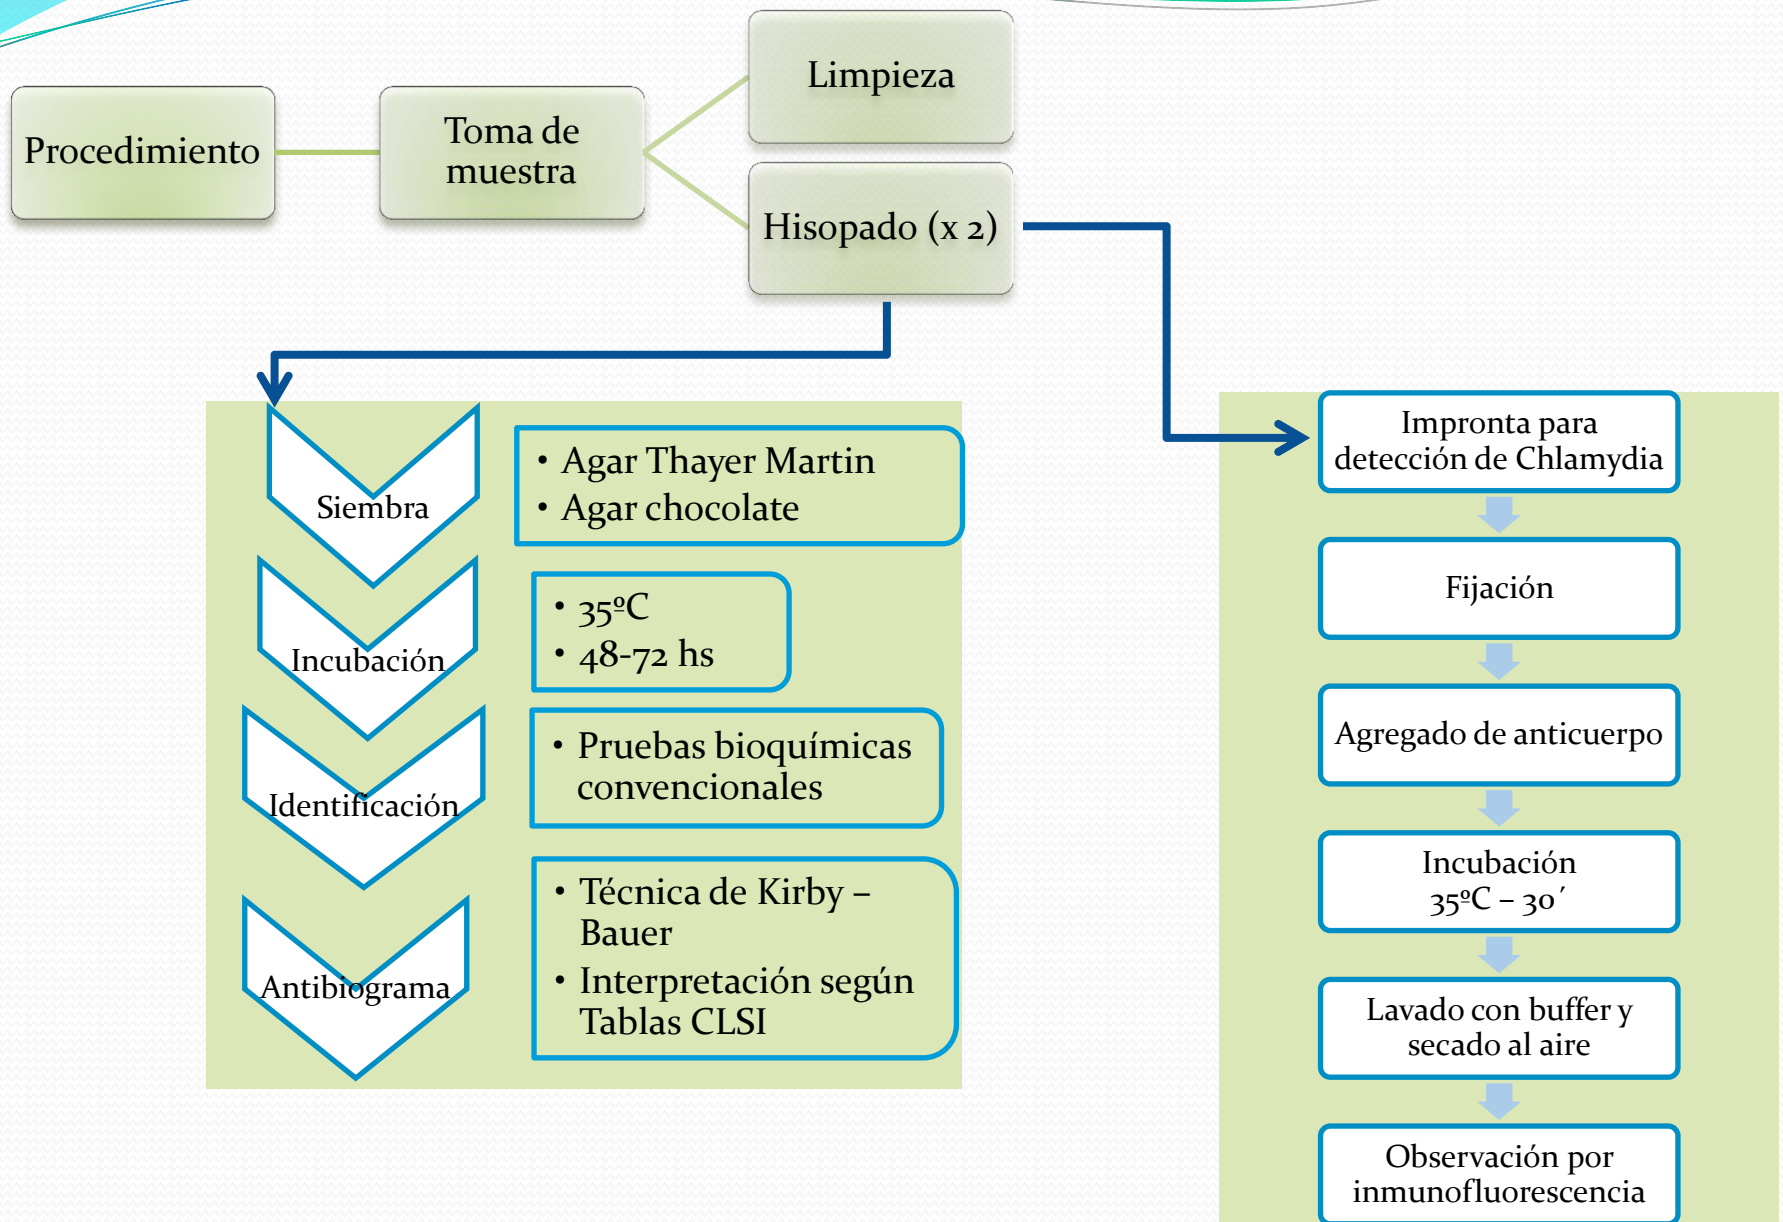 Procedimiento
Toma de
muestra
Limpieza
Hisopado (x 2)
Siembra
• Agar Thayer Martin
• Agar chocolate
Incubación
• 35ºC
• 48-72 hs
Identificación
• Pruebas bioquímicas
convencionales
Antibiograma
• Técnica de Kirby –
Bauer
• Interpretación según
Tablas CLSI
Impronta para
detección de Chlamydia
Fijación
Agregado de anticuerpo
Incubación
35ºC – 30´
Lavado con buffer y
secado al aire
Observación por
inmunofluorescencia